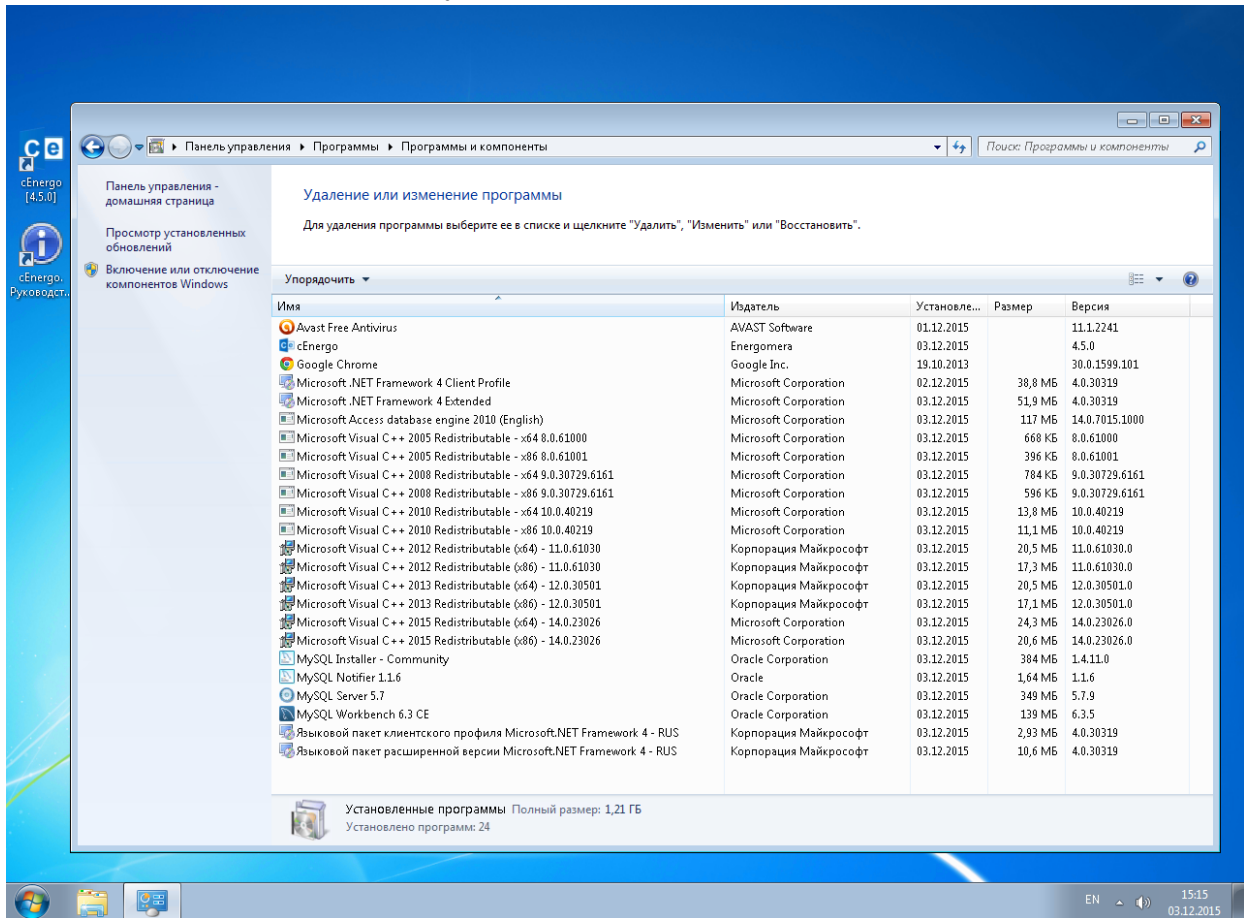 Панель управления ▸ Программы ▸ Программы и компоненты
Поиск: Программы и компоненты
ce
cEnergo
[4.5.0]
cEnergo.
Руководст..
Панель управления -
домашняя страница
Просмотр установленных
обновлений
Включение или отключение
компонентов Windows
Удаление или изменение программы
Для удаления программы выберите ее в списке и щелкните "Удалить", "Изменить" или "Восстановить".
Упорядочить
Имя Издатель Установле... Размер Версия
Avast Free Antivirus AVAST Software 01.12.2015 11.1.2241
cEnergo Energomera 03.12.2015 4.5.0
Google Chrome Google Inc. 19.10.2013 30.0.1599.101
Microsoft .NET Framework 4 Client Profile Microsoft Corporation 02.12.2015 38,8 МБ 4.0.30319
Microsoft .NET Framework 4 Extended Microsoft Corporation 03.12.2015 51,9 МБ 4.0.30319
Microsoft Access database engine 2010 (English) Microsoft Corporation 03.12.2015 117 МБ 14.0.7015.1000
Microsoft Visual C++ 2005 Redistributable - x64 8.0.61000 Microsoft Corporation 03.12.2015 668 КБ 8.0.61000
Microsoft Visual C++ 2005 Redistributable - x86 8.0.61001 Microsoft Corporation 03.12.2015 396 КБ 8.0.61001
Microsoft Visual C++ 2008 Redistributable - x64 9.0.30729.6161 Microsoft Corporation 03.12.2015 784 КБ 9.0.30729.6161
Microsoft Visual C++ 2008 Redistributable - x86 9.0.30729.6161 Microsoft Corporation 03.12.2015 596 КБ 9.0.30729.6161
Microsoft Visual C++ 2010 Redistributable - x64 10.0.40219 Microsoft Corporation 03.12.2015 13,8 МБ 10.0.40219
Microsoft Visual C++ 2010 Redistributable - x86 10.0.40219 Microsoft Corporation 03.12.2015 11,1 МБ 10.0.40219
Microsoft Visual C++ 2012 Redistributable (x64) - 11.0.61030 Корпорация Майкрософт 03.12.2015 20,5 МБ 11.0.61030.0
Microsoft Visual C++ 2012 Redistributable (x86) - 11.0.61030 Корпорация Майкрософт 03.12.2015 17,3 МБ 11.0.61030.0
Microsoft Visual C++ 2013 Redistributable (x64) - 12.0.30501 Корпорация Майкрософт 03.12.2015 20,5 МБ 12.0.30501.0
Microsoft Visual C++ 2013 Redistributable (x86) - 12.0.30501 Корпорация Майкрософт 03.12.2015 17,1 МБ 12.0.30501.0
Microsoft Visual C++ 2015 Redistributable (x64) - 14.0.23026 Microsoft Corporation 03.12.2015 24,3 МБ 14.0.23026.0
Microsoft Visual C++ 2015 Redistributable (x86) - 14.0.23026 Microsoft Corporation 03.12.2015 20,6 МБ 14.0.23026.0
MySQL Installer - Community Oracle Corporation 03.12.2015 384 МБ 1.4.11.0
MySQL Notifier 1.1.6 Oracle 03.12.2015 1,64 МБ 1.1.6
MySQL Server 5.7 Oracle Corporation 03.12.2015 349 МБ 5.7.9
MySQL Workbench 6.3 CE Oracle Corporation 03.12.2015 139 МБ 6.3.5
Языковой пакет клиентского профиля Microsoft.NET Framework 4 - RUS Корпорация Майкрософт 03.12.2015 2,93 МБ 4.0.30319
Языковой пакет расширенной версии Microsoft.NET Framework 4 - RUS Корпорация Майкрософт 03.12.2015 10,6 МБ 4.0.30319
Установленные программы Полный размер: 1,21 ГБ
Установлено программ: 24
EN
15:15
03.12.2015